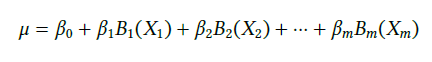 μ = β₀ + β₁B₁(X₁) + β₂B₂(X₂) + ⋯ + βₘBₘ(Xₘ)